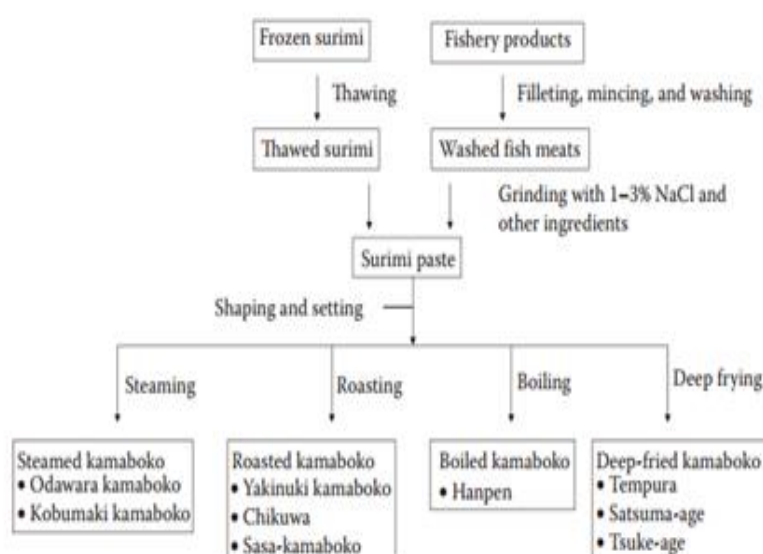 Frozen surimi
Fishery products
Thawing
Filleting, mincing, and washing
Thawed surimi
Washed fish meats
Grinding with 1–3% NaCl and
other ingredients
Surimi paste
Shaping and setting
Steaming
Roasting
Boiling
Deep frying
Steamed kamaboko
• Odawara kamaboko
• Kobumaki kamaboko
Roasted kamaboko
• Yakinuki kamaboko
• Chikuwa
• Sasa-kamaboko
Boiled kamaboko
• Hanpen
Deep-fried kamaboko
• Tempura
• Satsuma-age
• Tsuke-age